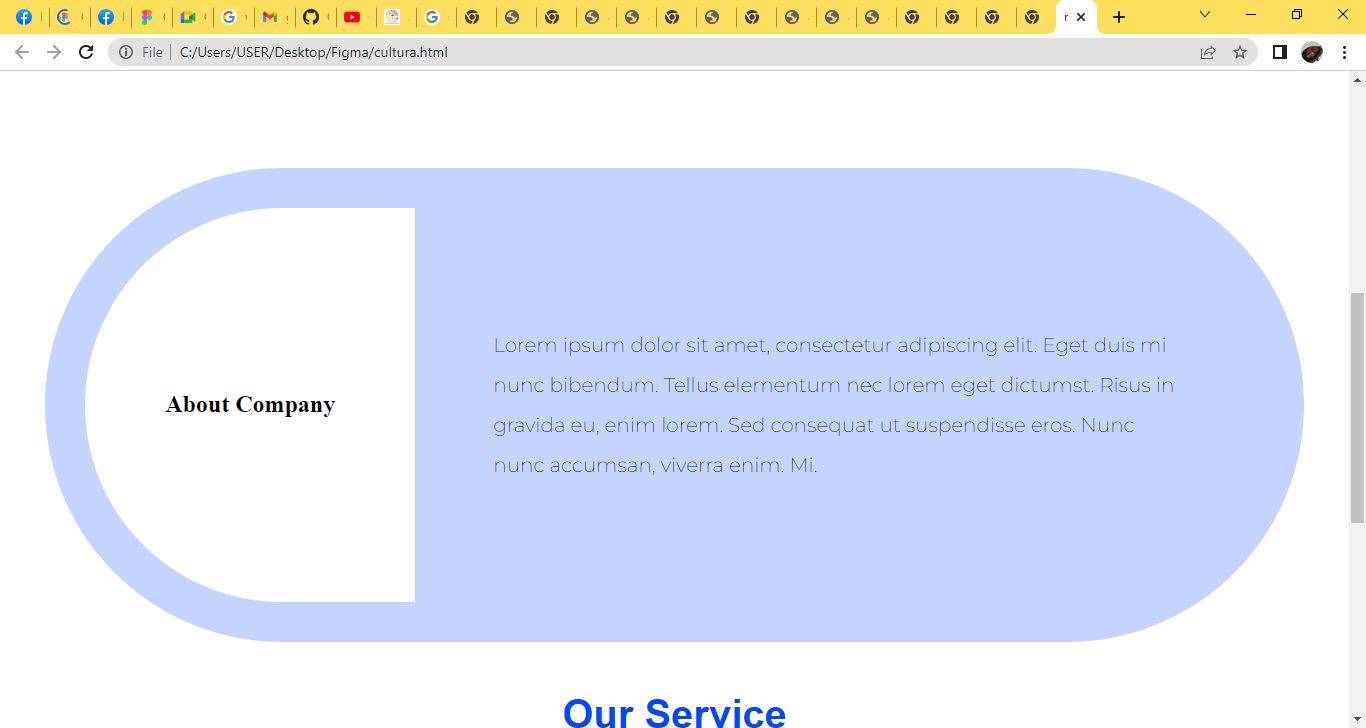 File
C:/Users/USER/Desktop/Figma/cultura.html
About Company
Lorem ipsum dolor sit amet, consectetur adipiscing elit. Eget duis mi
nunc bibendum. Tellus elementum nec lorem eget dictumst. Risus in
gravida eu, enim lorem. Sed consequat ut suspendisse eros. Nunc
nunc accumsan, viverra enim. Mi.
Our Service